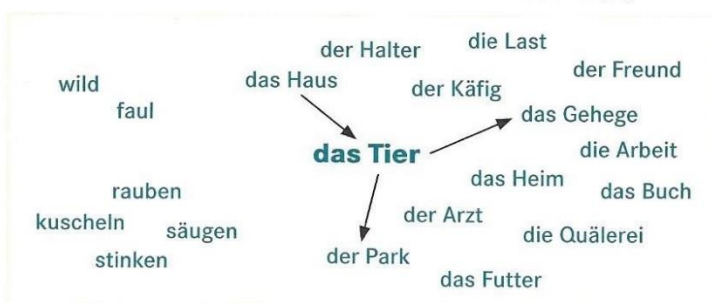 die Last
der Halter
der Freund
wild
das Haus
der Käfig
faul
das Gehege
die Arbeit
das Tier
das Heim
rauben
das Buch
kuscheln
säugen
der Arzt
die Quälerei
stinken
der Park
das Futter